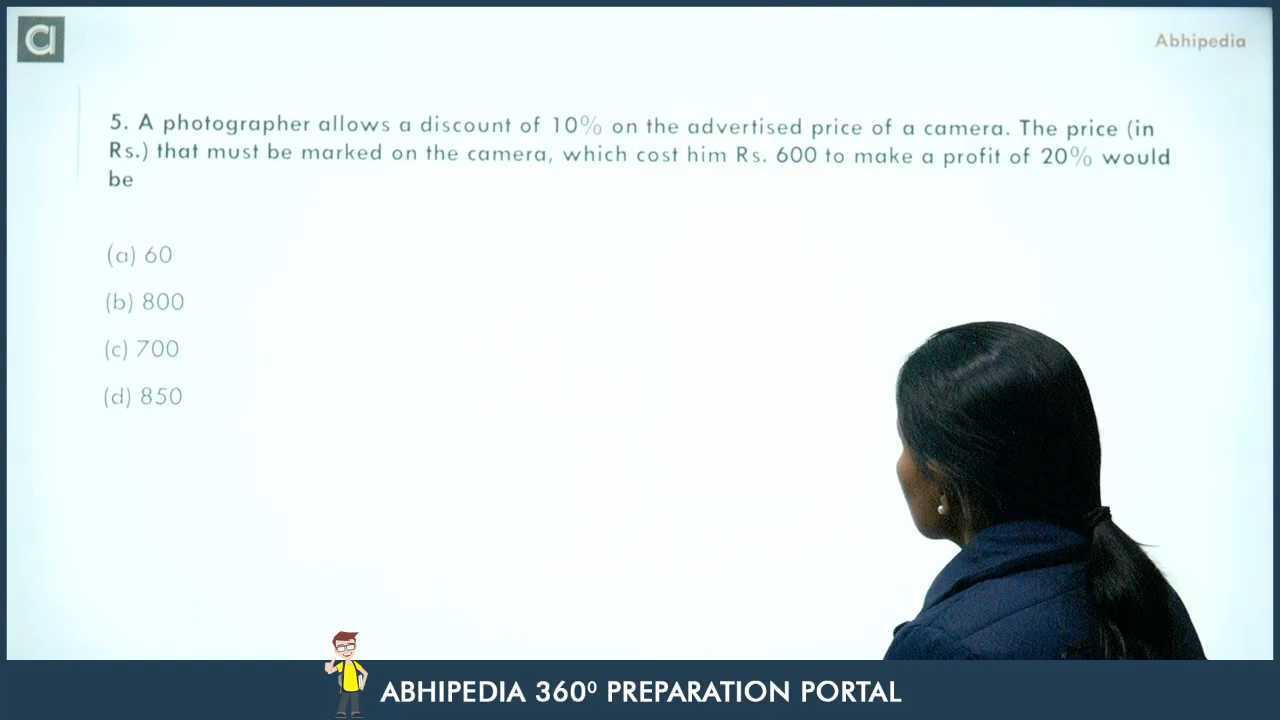 a
Abhipedia
5. A photographer allows a discount of 10% on the advertised price of a camera. The price (in
Rs.) that must be marked on the camera, which cost him Rs. 600 to make a profit of 20% would
be
(a) 60
(b) 800
(c) 700
(d) 850
ABHIPEDIA 360⁰ PREPARATION PORTAL